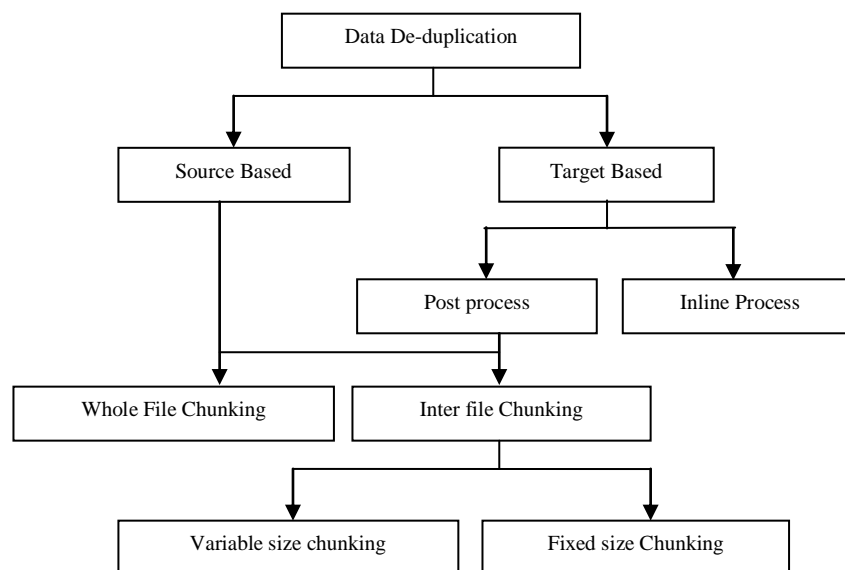 Data De-duplication
Source Based
Target Based
Post process
Inline Process
Whole File Chunking
Inter file Chunking
Variable size chunking
Fixed size Chunking